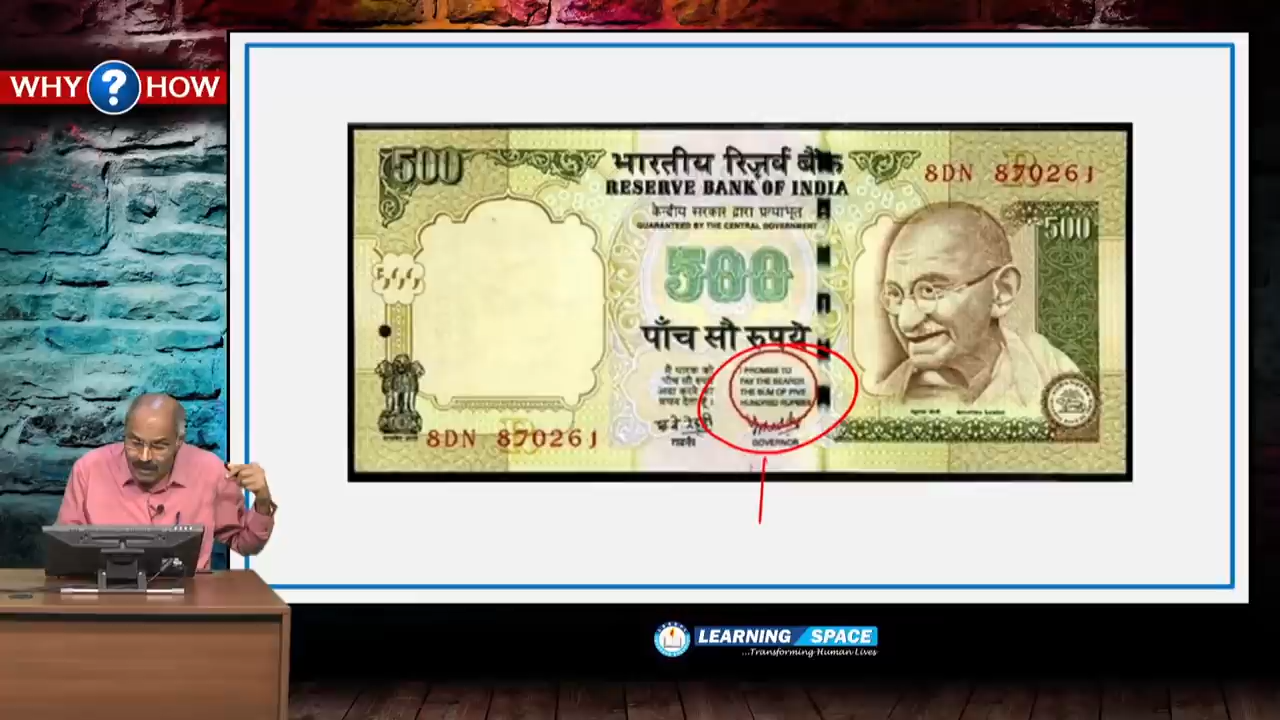 WHY ? HOW
500
भारतीय रिज़र्व बैंक
RESERVE BANK OF INDIA
8DN 870261
केन्द्रीय सरकार द्वारा प्रत्याभूत
GUARANTEED BY THE CENTRAL GOVERNMENT
500
500
पाँच सौ रुपये
I PROMISE TO
PAY THE BEARER
THE SUM OF FIVE
HUNDRED RUPEES
GOVERNOR
8DN 870261
LEARNING SPACE
...Transforming Human Lives